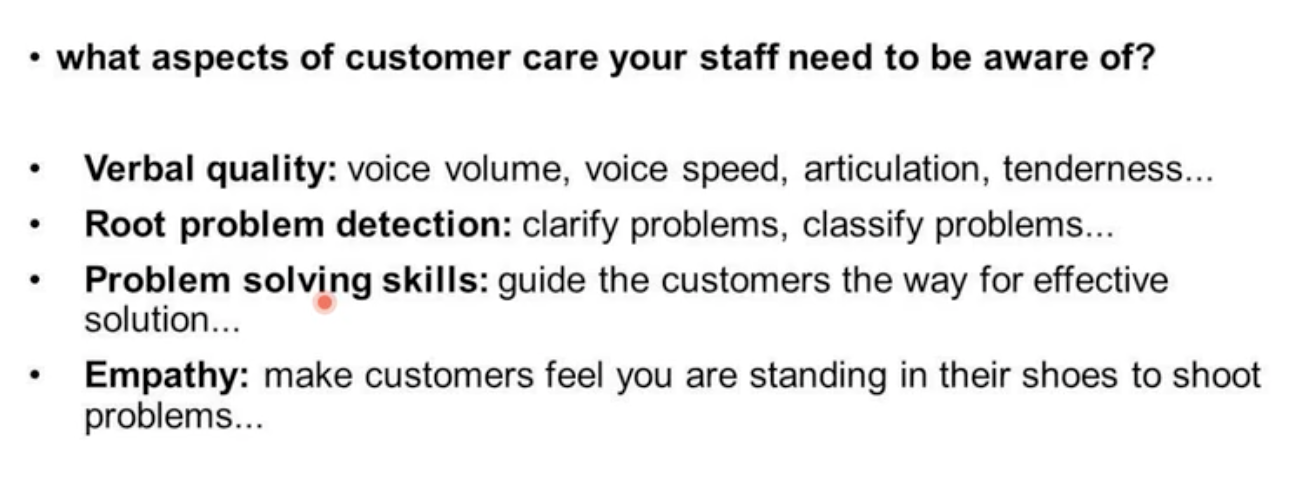 • what aspects of customer care your staff need to be aware of?
• Verbal quality: voice volume, voice speed, articulation, tenderness...
• Root problem detection: clarify problems, classify problems...
• Problem solving skills: guide the customers the way for effective
solution...
• Empathy: make customers feel you are standing in their shoes to shoot
problems...